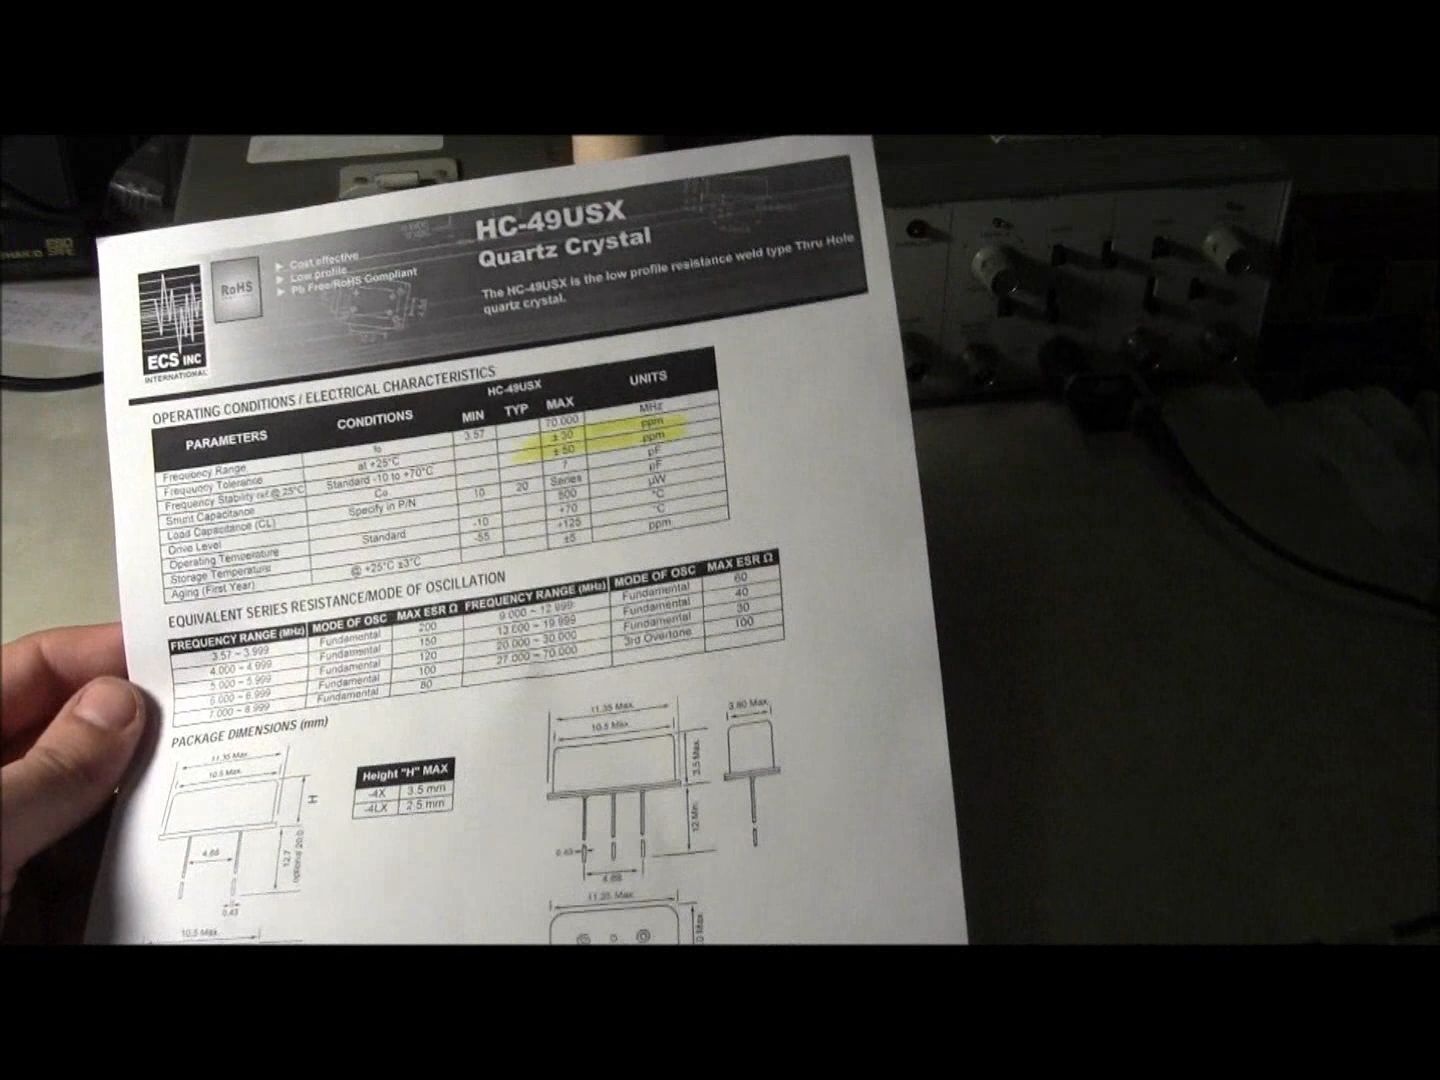 HC-49USX
Quartz Crystal
► Cost effective
► Low profile
► Pb Free/RoHS Compliant
The HC-49USX is the low profile resistance weld type Thru Hole
quartz crystal.
RoHS
ECS INC
INTERNATIONAL
OPERATING CONDITIONS / ELECTRICAL CHARACTERISTICS
HC-49USX
PARAMETERS CONDITIONS MIN TYP MAX UNITS
Frequency Range fo 3.57 70.000 MHz
Frequency Tolerance at +25°C ± 30 ppm
Frequency Stability ref @ 25°C Standard -10 to +70°C ± 50 ppm
Shunt Capacitance Co 7 pF
Load Capacitance (CL) Specify in P/N 10 20 Series pF
Drive Level 500 µW
Operating Temperature Standard -10 +70 °C
Storage Temperature -55 +125 °C
Aging (First Year) @ +25°C ±3°C ±5 ppm
EQUIVALENT SERIES RESISTANCE/MODE OF OSCILLATION
FREQUENCY RANGE (MHz) MODE OF OSC MAX ESR Ω FREQUENCY RANGE (MHz) MODE OF OSC MAX ESR Ω
3.57 ~ 3.999 Fundamental 200 9.000 ~ 12.999 Fundamental 60
4.000 ~ 4.999 Fundamental 150 13.000 ~ 19.999 Fundamental 40
5.000 ~ 5.999 Fundamental 120 20.000 ~ 30.000 Fundamental 30
6.000 ~ 6.999 Fundamental 100 27.000 ~ 70.000 3rd Overtone 100
7.000 ~ 8.999 Fundamental 80
PACKAGE DIMENSIONS (mm)
11.35 Max.
10.5 Max.
H
4.88
12.7
optional 20.0
0.43
10.5 Max.
Height "H" MAX
-4X 3.5 mm
-4LX 2.5 mm
11.35 Max.
10.5 Max.
3.5 Max.
12 Min.
0.43
4.88
3.80 Max.
11.35 Max.